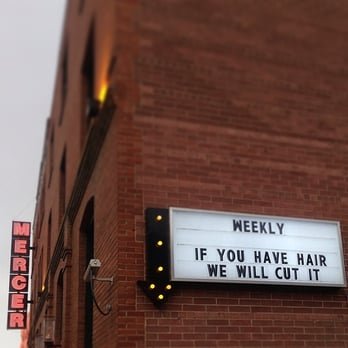 MERCER
WEEKLY
IF YOU HAVE HAIR
WE WILL CUT IT